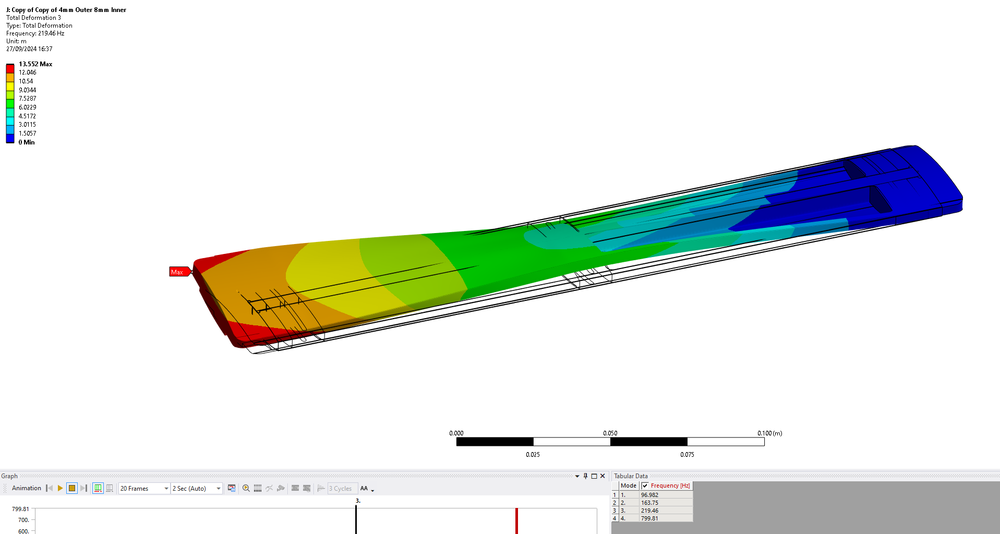 J: Copy of Copy of 4mm Outer 8mm Inner
Total Deformation 3
Type: Total Deformation
Frequency: 219.46 Hz
Unit: m
27/09/2024 16:37
13.552 Max
12.046
10.54
9.0344
7.5287
6.0229
4.5172
3.0115
1.5057
0 Min
Max
0.000 0.050 0.100 (m)
0.025 0.075
Graph
Animation 20 Frames 2 Sec (Auto) 3 Cycles AA
3.
799.81
700.
600.
Tabular Data
Mode Frequency [Hz]
1 1. 96.982
2 2. 163.75
3 3. 219.46
4 4. 799.81